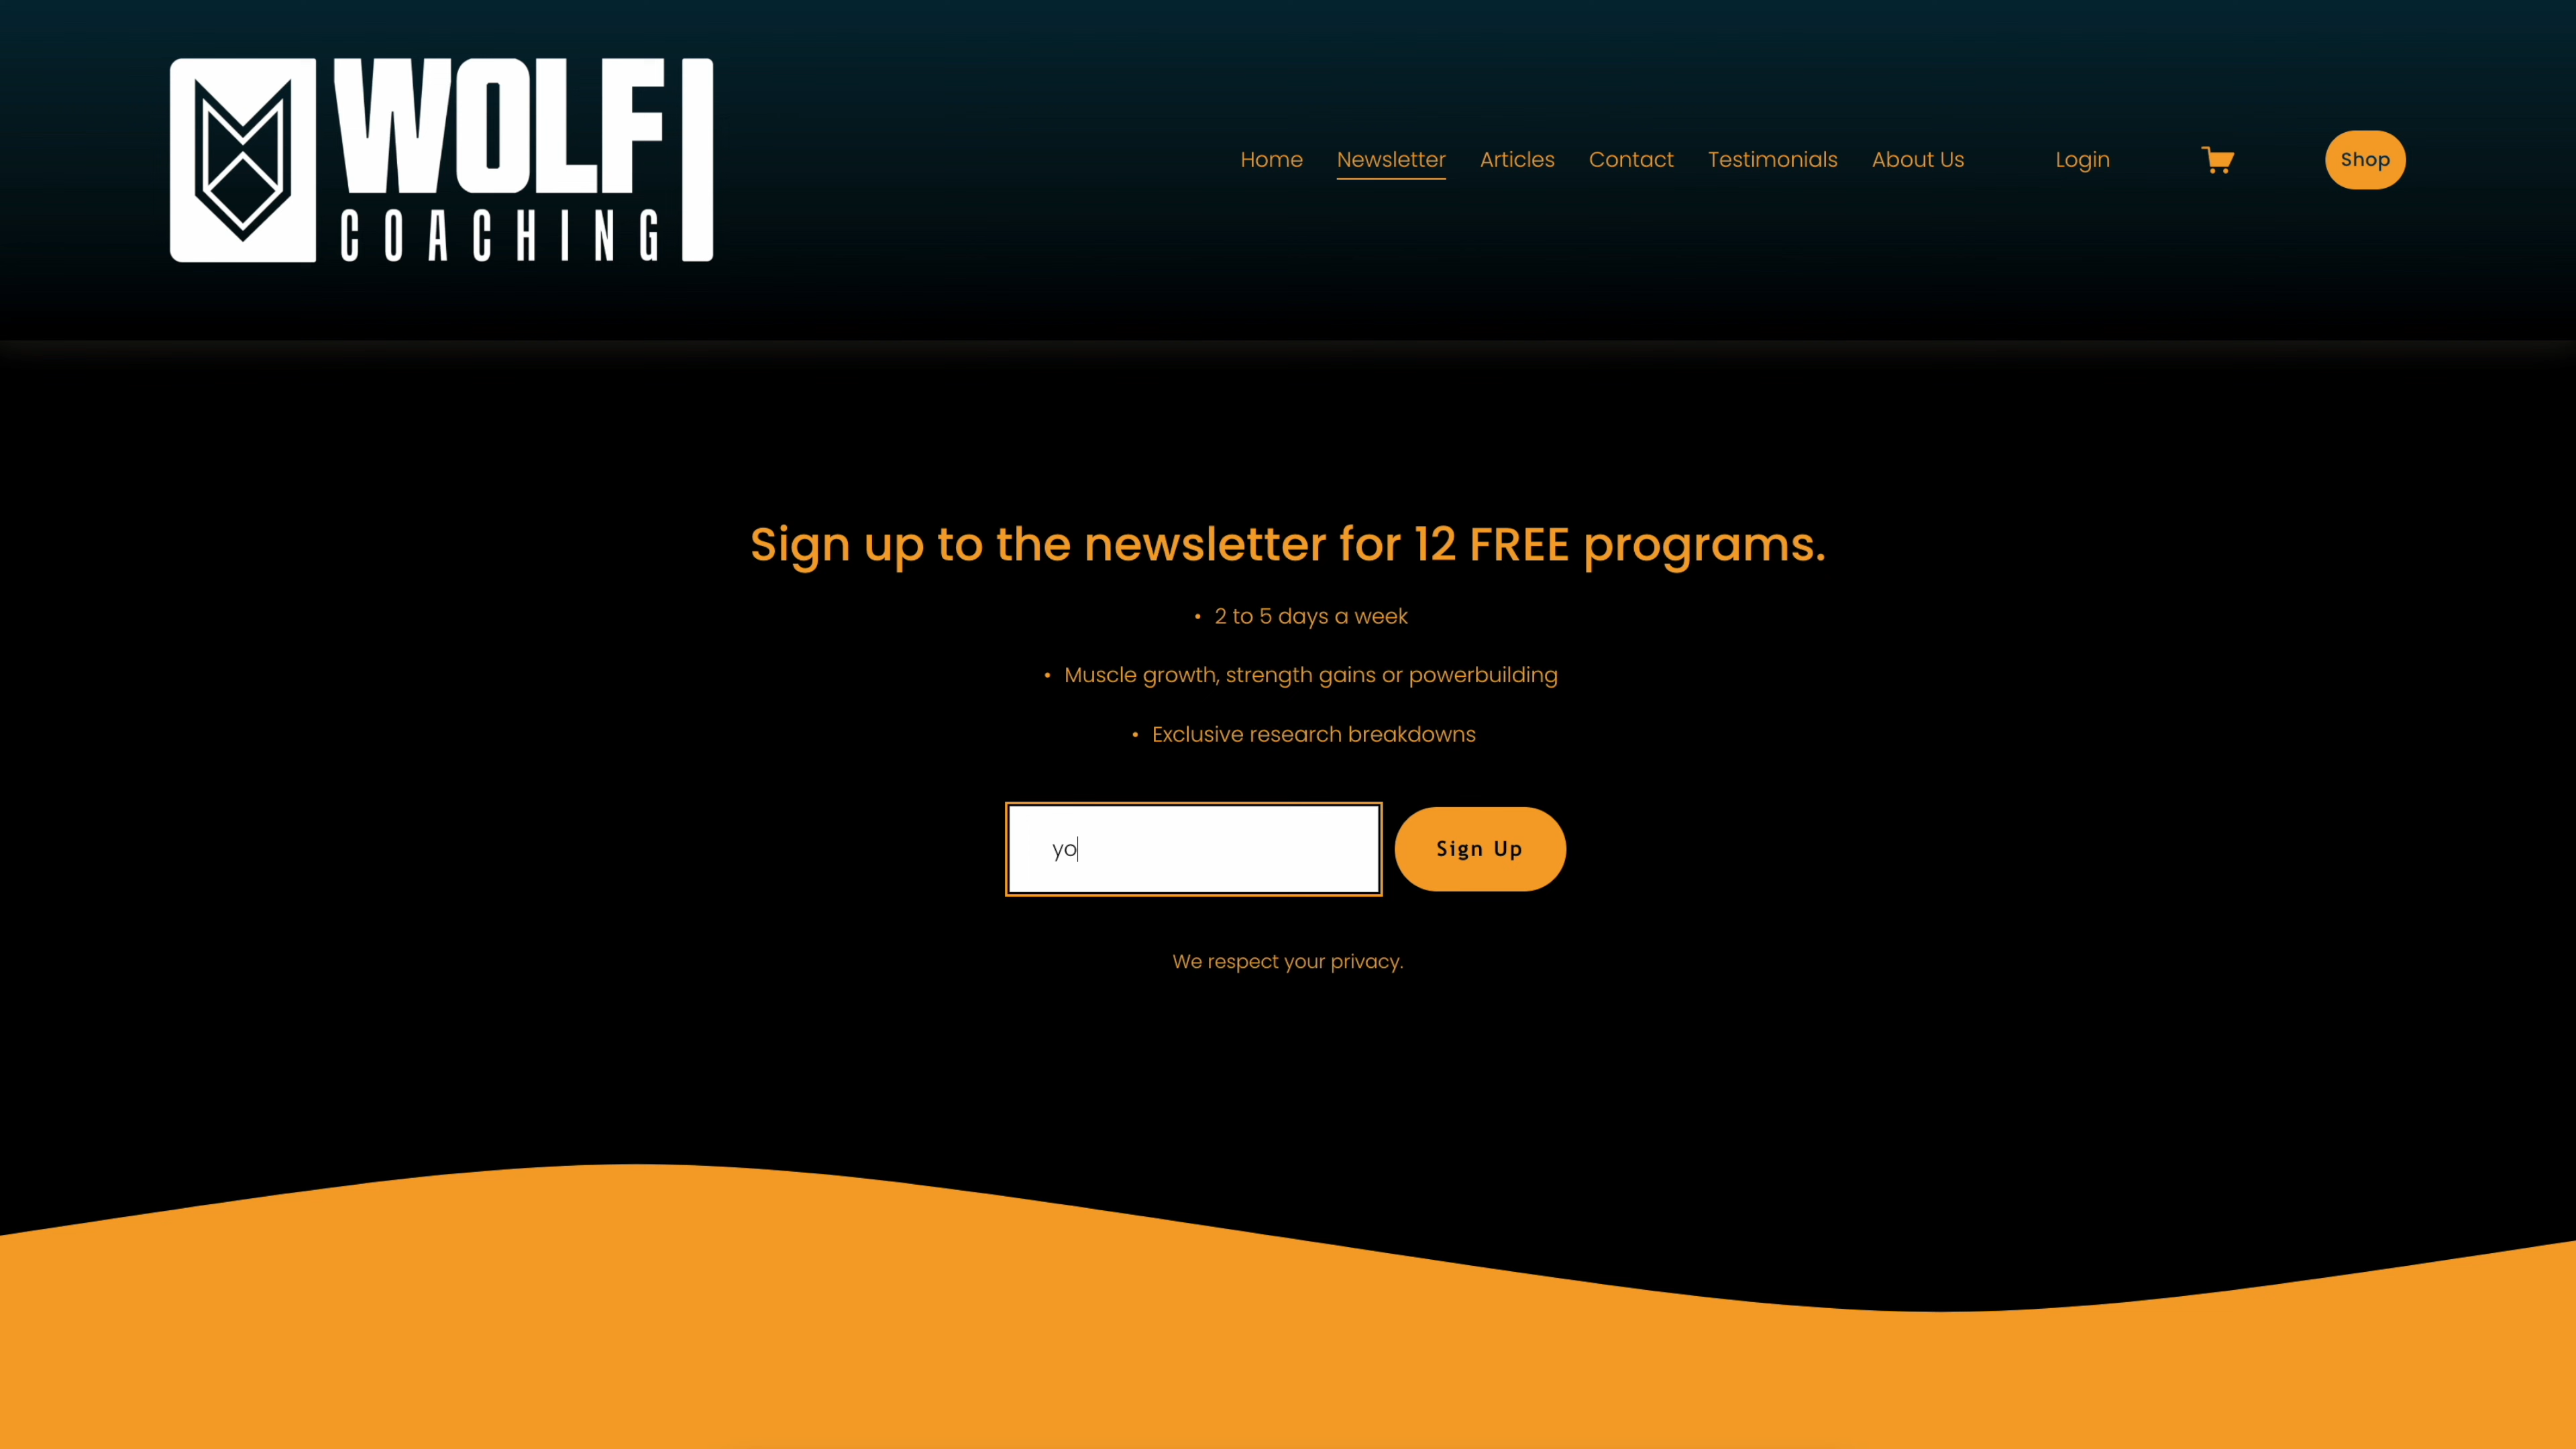 WOLF
COACHING
Home Newsletter Articles Contact Testimonials About Us Login Shop
Sign up to the newsletter for 12 FREE programs.
• 2 to 5 days a week
• Muscle growth, strength gains or powerbuilding
• Exclusive research breakdowns
yo
Sign Up
We respect your privacy.